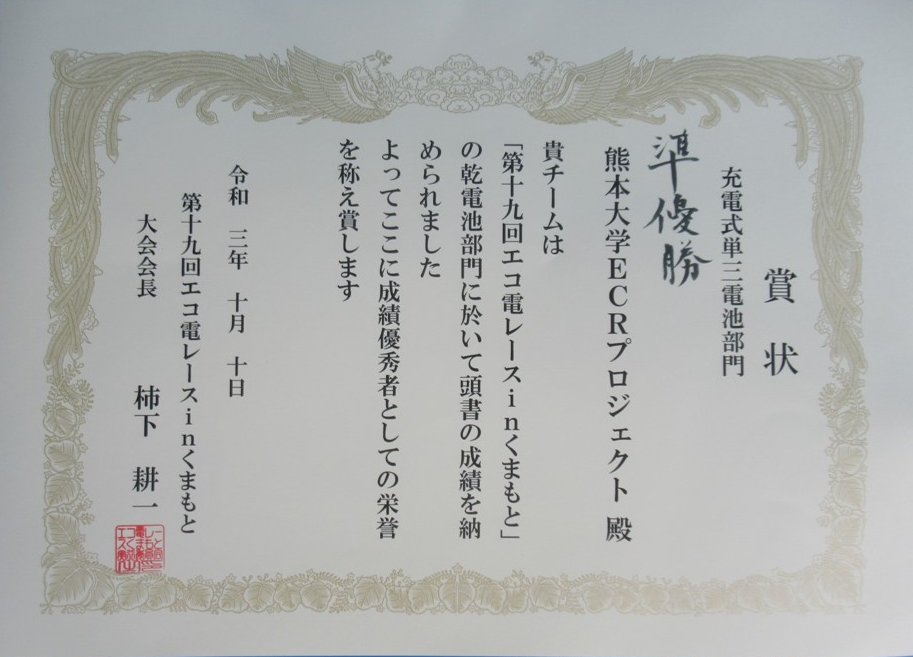 賞状
充電式単三電池部門
準優勝
熊本大学ECRプロジェクト 殿
貴チームは
「第十九回エコ電レースinくまもと」
の乾電池部門に於いて頭書の成績を納
められました
よってここに成績優秀者としての栄誉
を称え賞します
令和 三年 十月 十日
第十九回エコ電レースinくまもと
大会会長 柿下 耕一